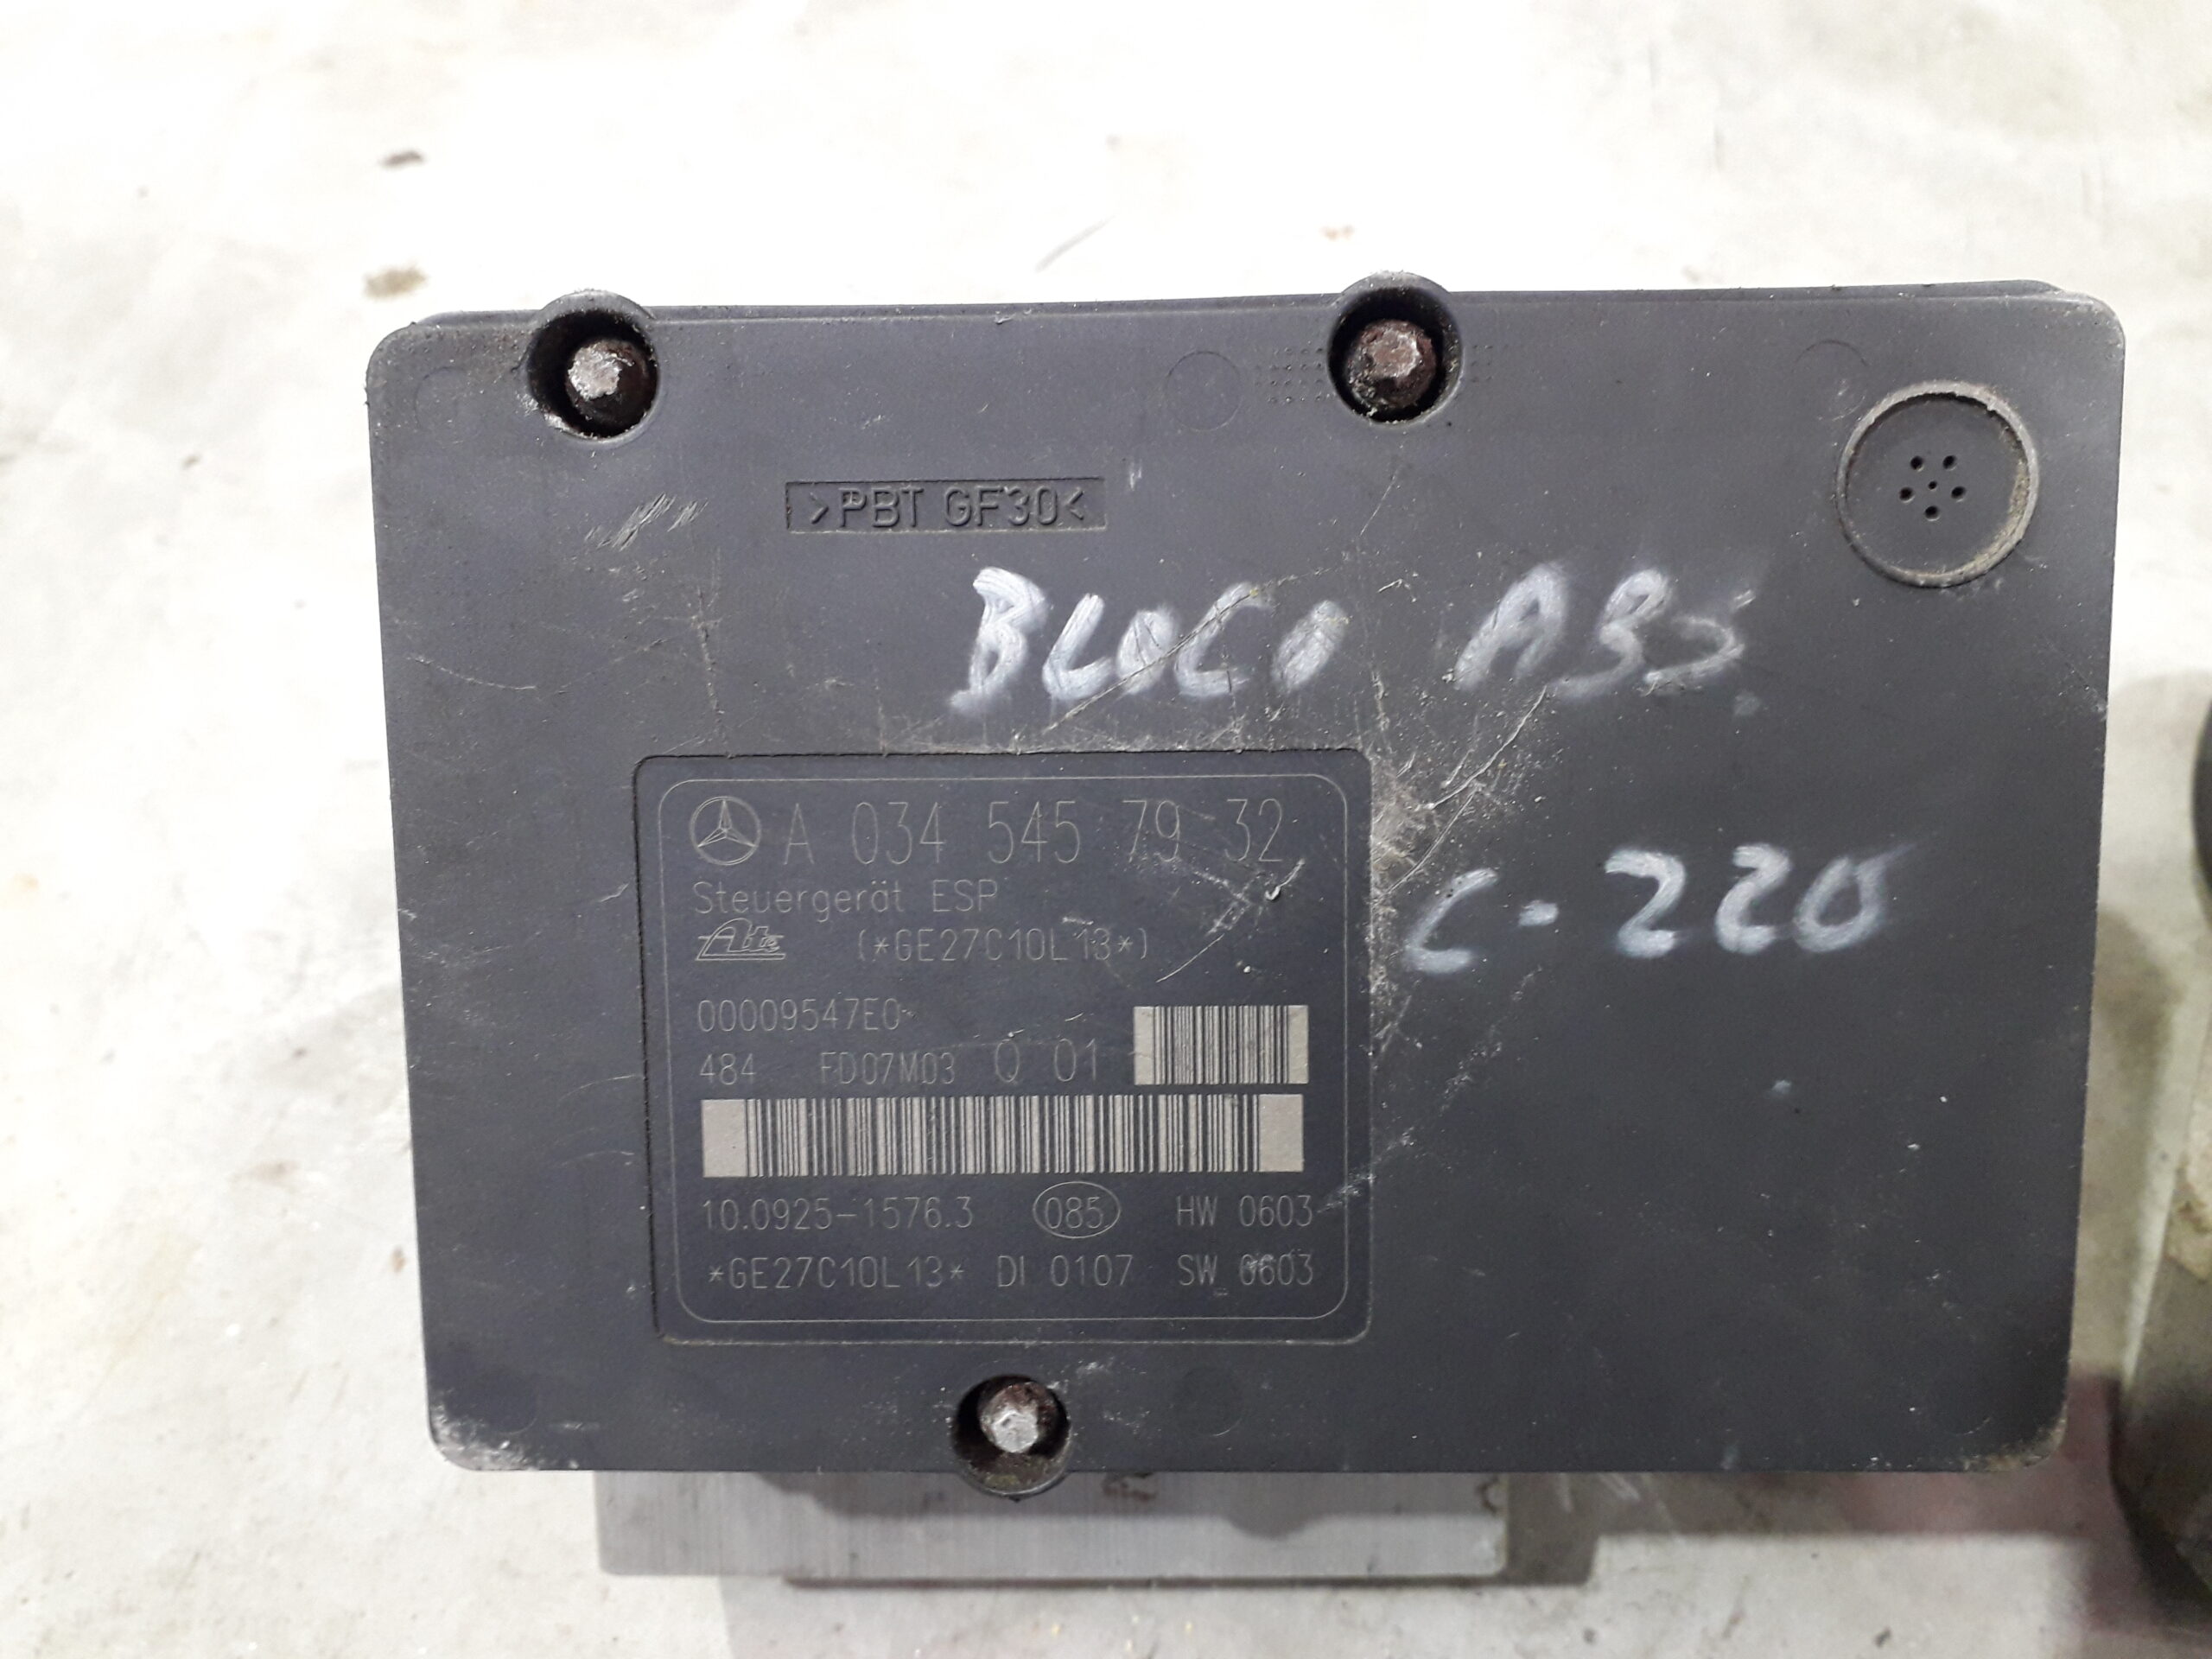 >PBT GF30<
BLOCO ABS
A 034 545 79 32
Steuergerät ESP
C-220
Ate (*GE27C10L13*)
00009547E0
484 FD07M03 Q 01
10.0925-1576.3 085 HW 0603
*GE27C10L13* DI 0107 SW 0603